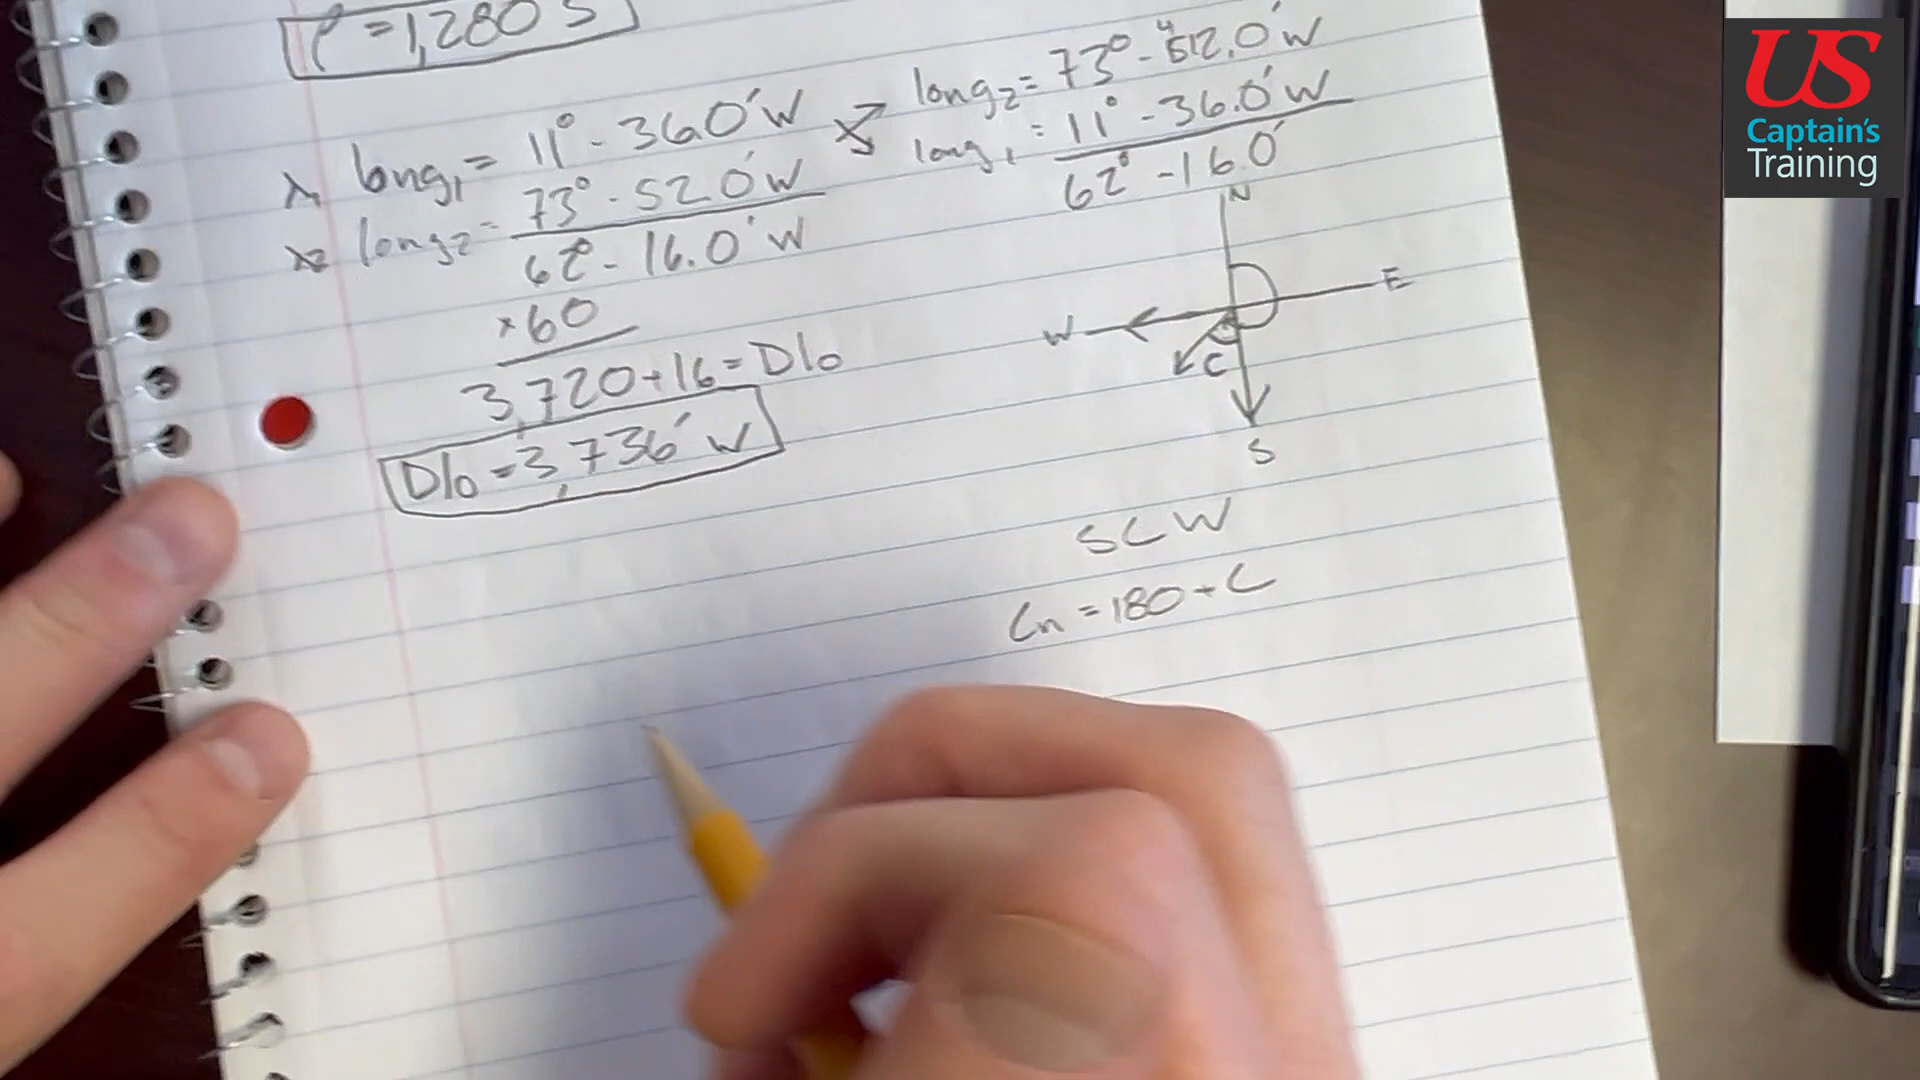 ℓ = 1,280 S
λ1 long1 = 11° - 36.0' W
λ2 long2 = 73° - 52.0' W
62° - 16.0' W
× 60
3,720 + 16 = Dlo
Dlo = 3,736' W
long2 = 73° - 52.0' W
long1 = 11° - 36.0' W
62° - 16.0'
N
E
W
C
S
S C W
Cn = 180 + C
US
Captain's
Training